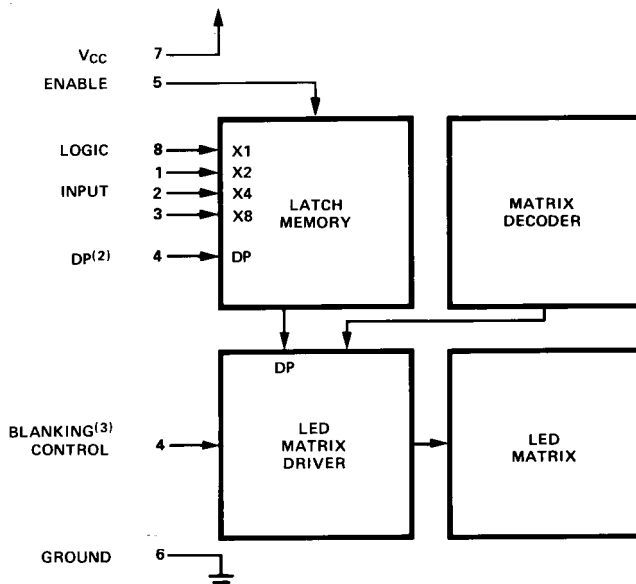 VCC 7
ENABLE 5
LOGIC 8 X1
1 X2
INPUT 2 X4
3 X8
DP(2) 4 DP
LATCH
MEMORY
MATRIX
DECODER
DP
BLANKING(3)
CONTROL 4
LED
MATRIX
DRIVER
LED
MATRIX
GROUND 6